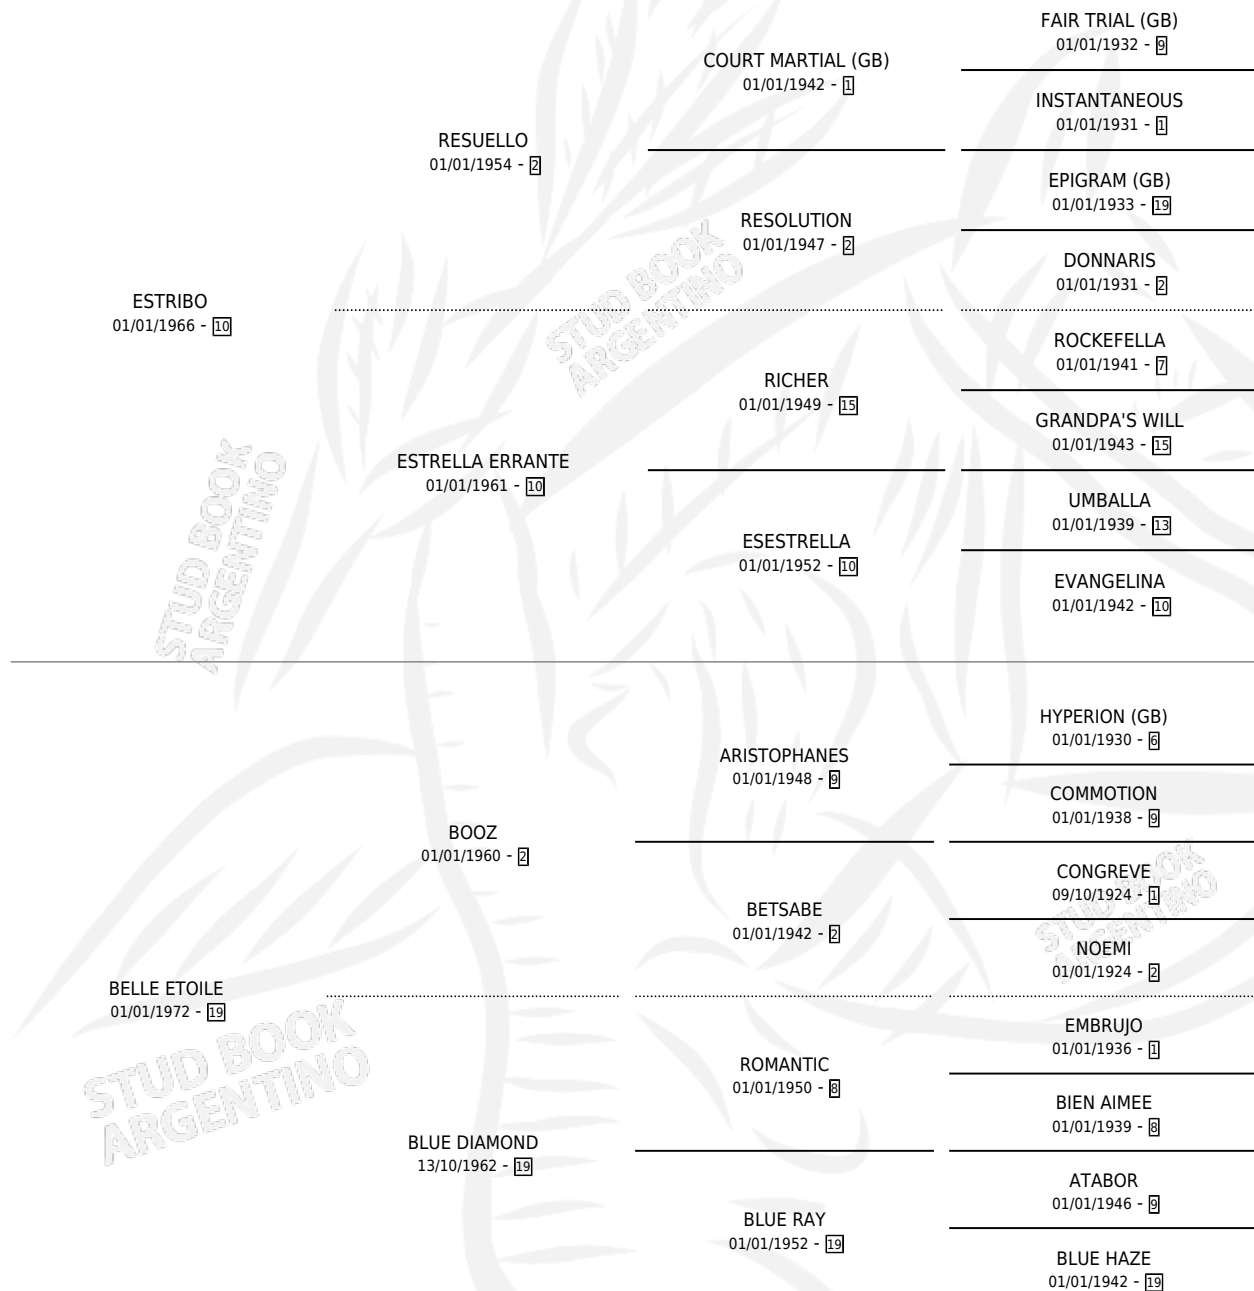 FAIR TRIAL (GB)
01/01/1932 - 9
COURT MARTIAL (GB)
01/01/1942 - 1
INSTANTANEOUS
01/01/1931 - 1
RESUELLO
01/01/1954 - 2
EPIGRAM (GB)
01/01/1933 - 19
RESOLUTION
01/01/1947 - 2
DONNARIS
01/01/1931 - 2
ESTRIBO
01/01/1966 - 10
ROCKEFELLA
01/01/1941 - 7
RICHER
01/01/1949 - 15
GRANDPA'S WILL
01/01/1943 - 15
ESTRELLA ERRANTE
01/01/1961 - 10
UMBALLA
01/01/1939 - 13
ESESTRELLA
01/01/1952 - 10
EVANGELINA
01/01/1942 - 10
HYPERION (GB)
01/01/1930 - 6
ARISTOPHANES
01/01/1948 - 9
COMMOTION
01/01/1938 - 9
BOOZ
01/01/1960 - 2
CONGREVE
09/10/1924 - 1
BETSABE
01/01/1942 - 2
NOEMI
01/01/1924 - 2
BELLE ETOILE
01/01/1972 - 19
EMBRUJO
01/01/1936 - 1
ROMANTIC
01/01/1950 - 8
BIEN AIMEE
01/01/1939 - 8
BLUE DIAMOND
13/10/1962 - 19
ATABOR
01/01/1946 - 9
BLUE RAY
01/01/1952 - 19
BLUE HAZE
01/01/1942 - 19
STUD BOOK
ARGENTINO
STUD BOOK
ARGENTINO
STUD BOOK
ARGENTINO
STUD BOOK
ARGENTINO